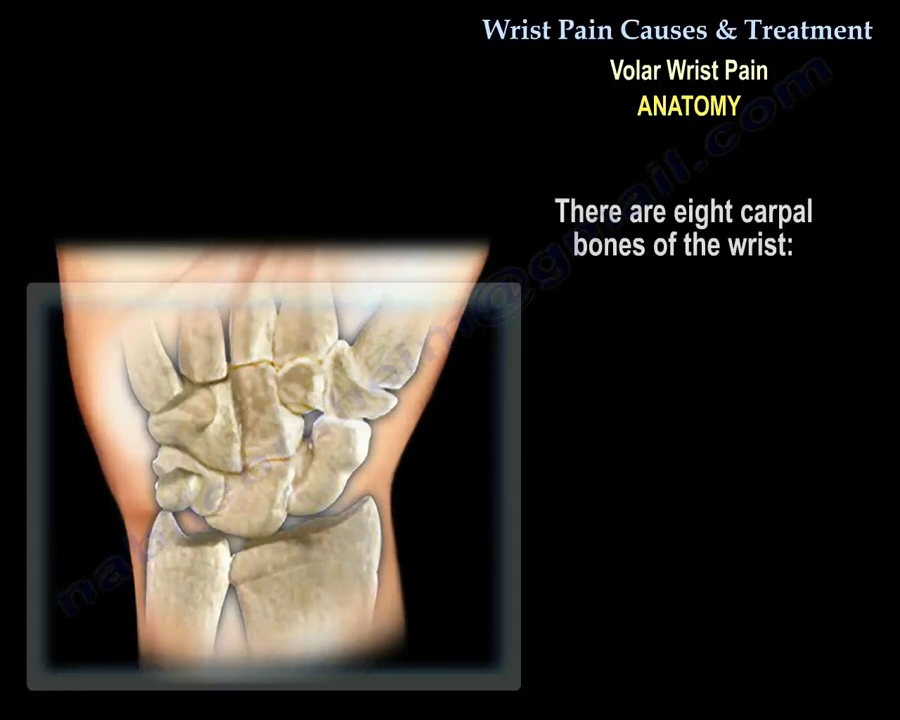 Wrist Pain Causes & Treatment
Volar Wrist Pain
ANATOMY
There are eight carpal
bones of the wrist: